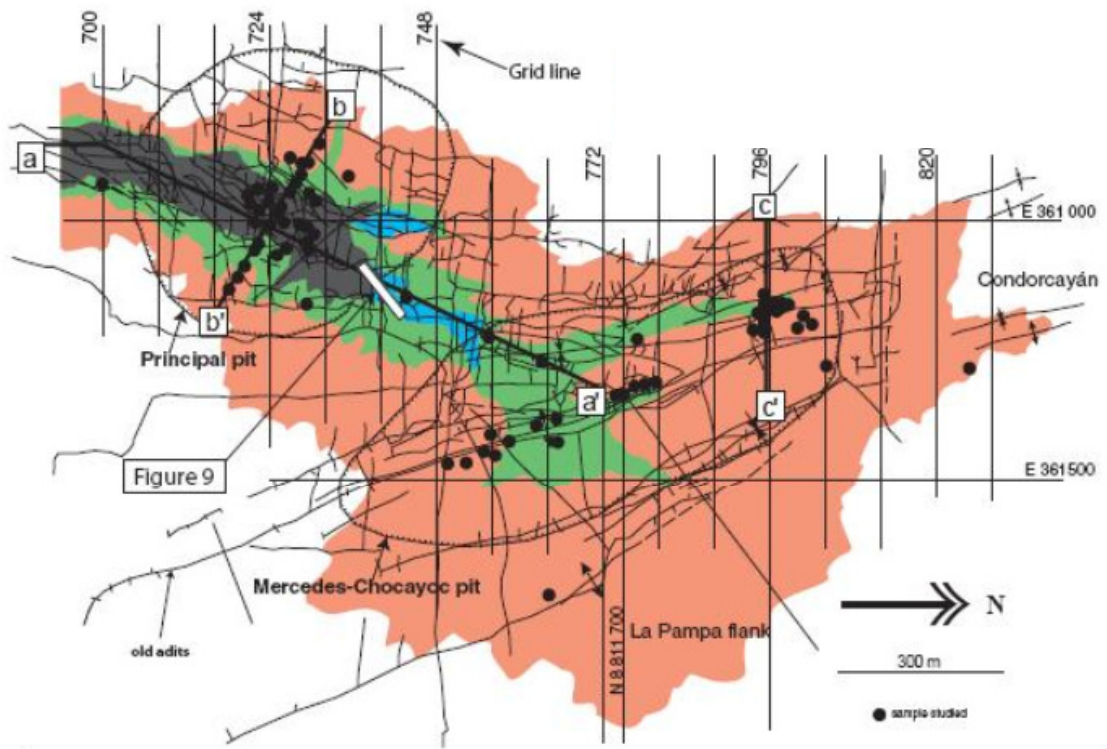 700
724
748
Grid line
b
a
772
796
820
c
E 361 000
Condorcayán
b'
Principal pit
a'
c'
Figure 9
E 361 500
Mercedes-Chocayoc pit
N
old adits
La Pampa flank
N 8 811 700
300 m
sample studied